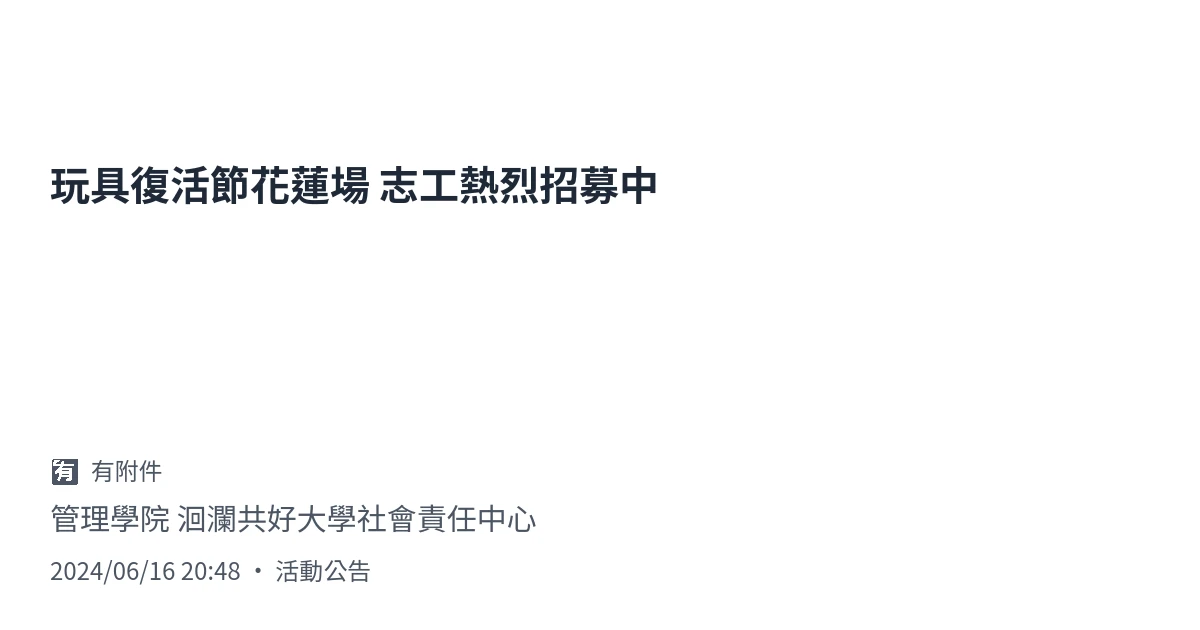 玩具復活節花蓮場 志工熱烈招募中
🈶 有附件
管理學院 洄瀾共好大學社會責任中心
2024/06/16 20:48 • 活動公告